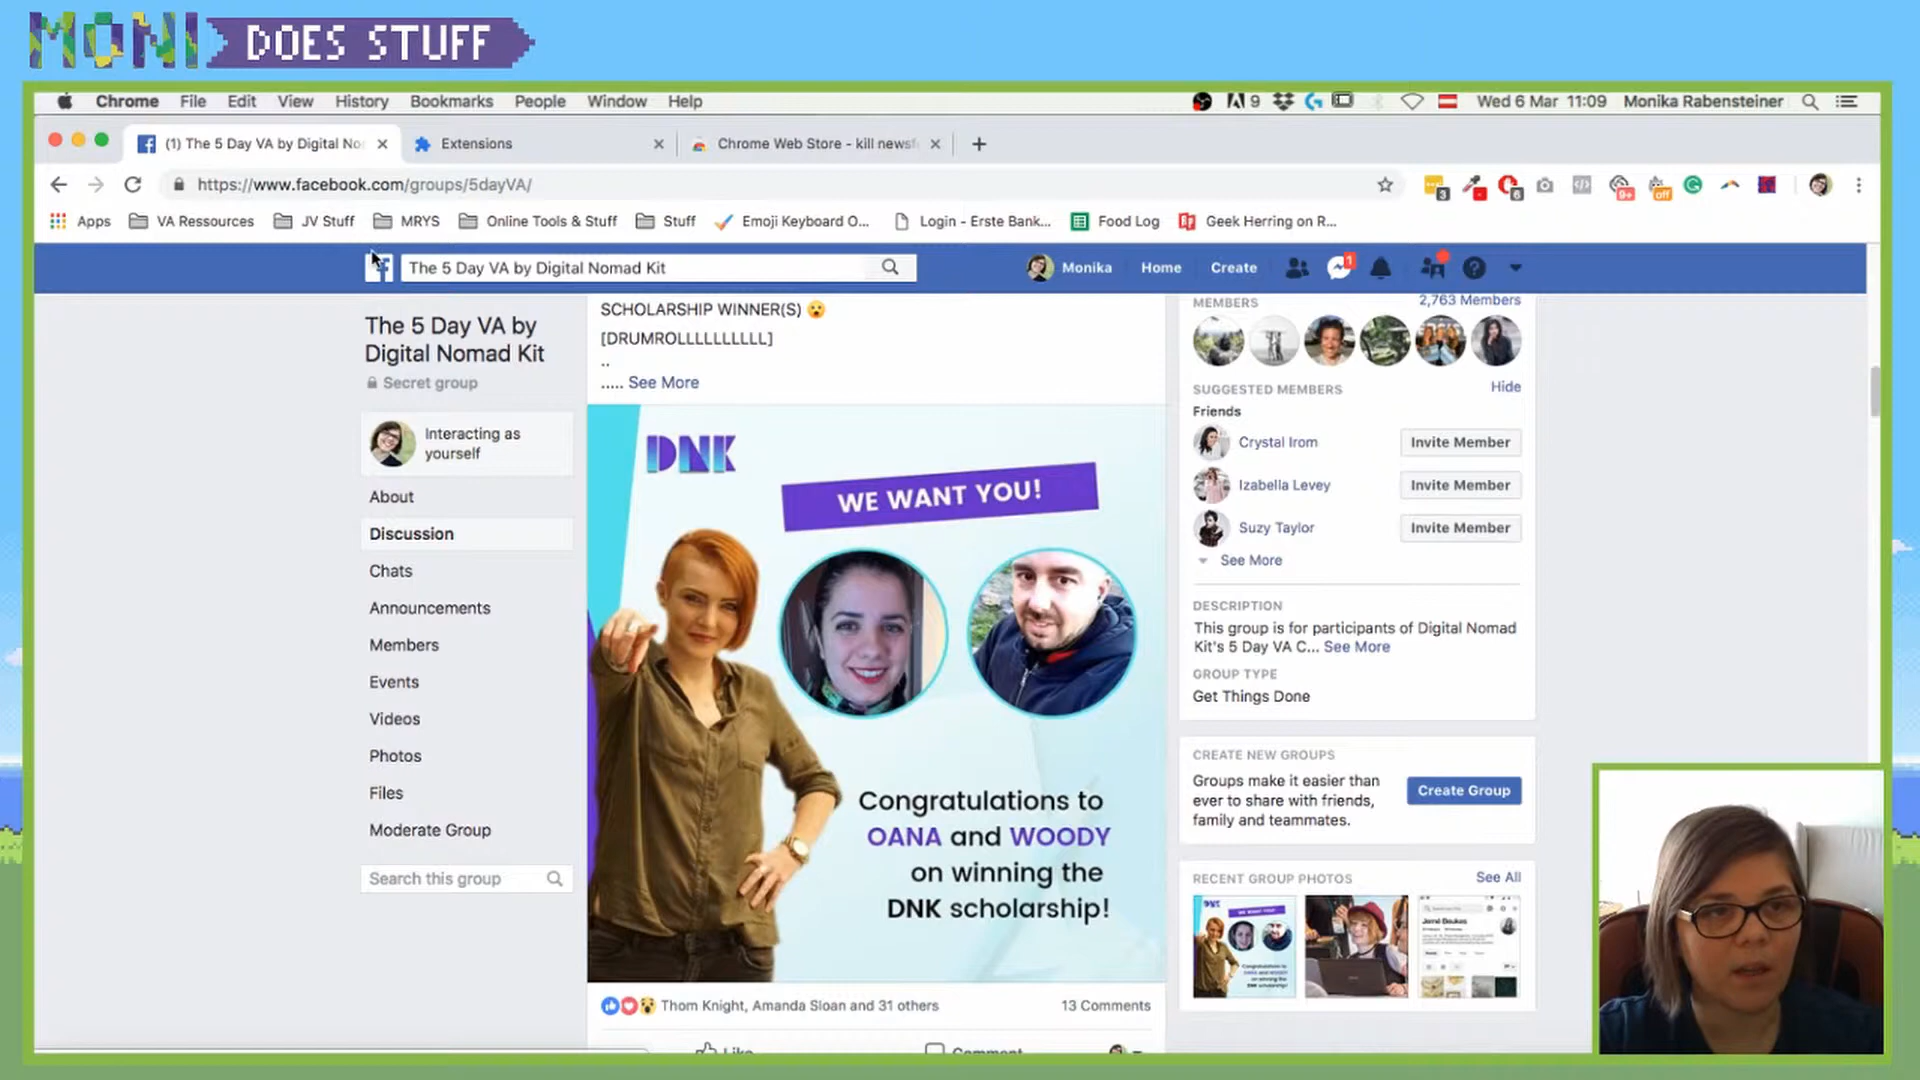 MONI DOES STUFF
Chrome File Edit View History Bookmarks People Window Help
9 Wed 6 Mar 11:09 Monika Rabensteiner
(1) The 5 Day VA by Digital No
Extensions
Chrome Web Store - kill newsf
https://www.facebook.com/groups/5dayVA/
3 6 9+ off
Apps VA Ressources JV Stuff MRYS Online Tools & Stuff Stuff Emoji Keyboard O... Login - Erste Bank... Food Log Geek Herring on R...
The 5 Day VA by Digital Nomad Kit
Monika Home Create 1
The 5 Day VA by
Digital Nomad Kit
Secret group
Interacting as
yourself
About
Discussion
Chats
Announcements
Members
Events
Videos
Photos
Files
Moderate Group
Search this group
SCHOLARSHIP WINNER(S) 😮
[DRUMROLLLLLLLLLL]
..
..... See More
DNK
WE WANT YOU!
Congratulations to
OANA and WOODY
on winning the
DNK scholarship!
Thom Knight, Amanda Sloan and 31 others
13 Comments
Like
Comment
MEMBERS
2,763 Members
SUGGESTED MEMBERS
Hide
Friends
Crystal Irom
Invite Member
Izabella Levey
Invite Member
Suzy Taylor
Invite Member
See More
DESCRIPTION
This group is for participants of Digital Nomad
Kit's 5 Day VA C... See More
GROUP TYPE
Get Things Done
CREATE NEW GROUPS
Groups make it easier than
ever to share with friends,
family and teammates.
Create Group
RECENT GROUP PHOTOS
See All